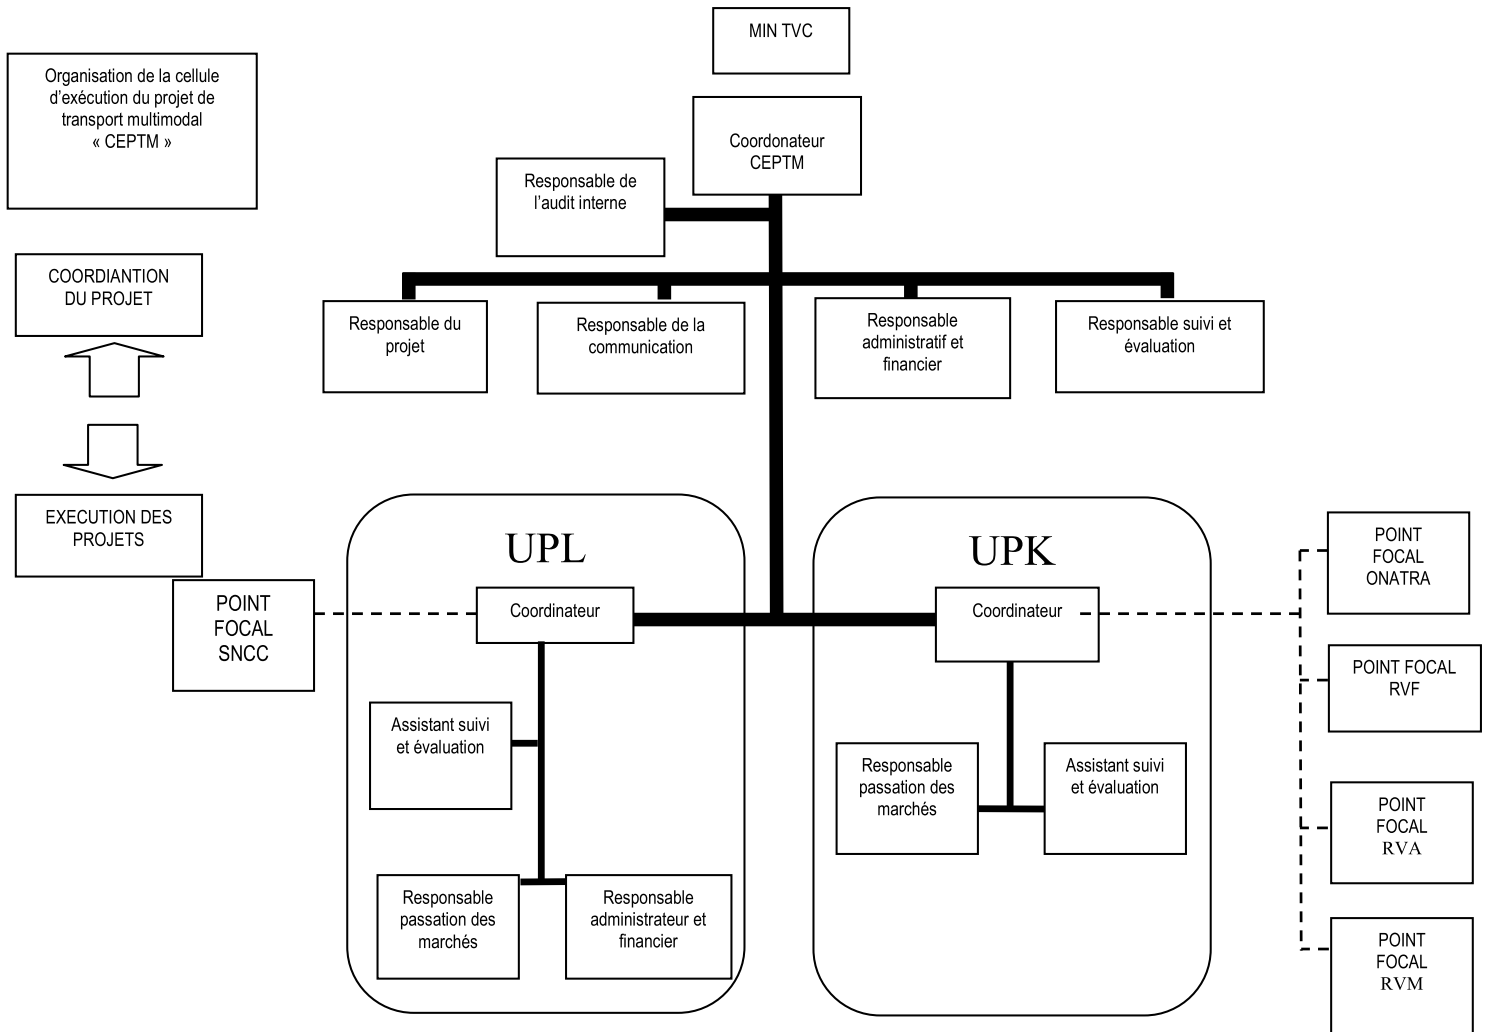 MIN TVC
Organisation de la cellule
d'exécution du projet de
transport multimodal
« CEPTM »
Coordonateur
CEPTM
Responsable de
l'audit interne
COORDIANTION
DU PROJET
Responsable du
projet
Responsable de la
communication
Responsable
administratif et
financier
Responsable suivi et
évaluation
EXECUTION DES
PROJETS
UPL
UPK
POINT
FOCAL
ONATRA
POINT
FOCAL
SNCC
Coordinateur
Coordinateur
POINT FOCAL
RVF
Assistant suivi
et évaluation
Responsable
passation des
marchés
Assistant suivi
et évaluation
POINT
FOCAL
RVA
Responsable
passation des
marchés
Responsable
administrateur et
financier
POINT
FOCAL
RVM